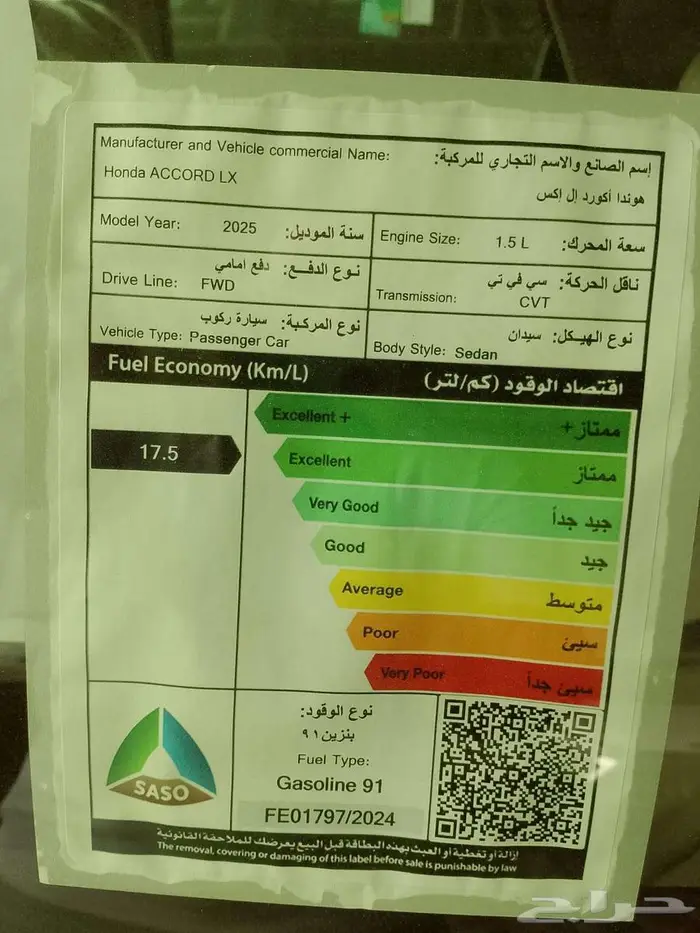 Manufacturer and Vehicle commercial Name:
إسم الصانع والاسم التجاري للمركبة:
Honda ACCORD LX
هوندا أكورد إل إكس
Model Year: 2025 سنة الموديل:
Engine Size: 1.5 L سعة المحرك:
نوع الدفع: دفع امامي
Drive Line: FWD
ناقل الحركة: سي في تي
Transmission: CVT
نوع المركبة: سيارة ركوب
Vehicle Type: Passenger Car
نوع الهيكل: سيدان
Body Style: Sedan
Fuel Economy (Km/L)
اقتصاد الوقود (كم/لتر)
17.5
Excellent + ممتاز+
Excellent ممتاز
Very Good جيد جداً
Good جيد
Average متوسط
Poor سيئ
Very Poor سيئ جداً
SASO
نوع الوقود:
بنزين ٩١
Fuel Type:
Gasoline 91
FE01797/2024
إزالة أو تغطية أو العبث بهذه البطاقة قبل البيع يعرضك للملاحقة القانونية
The removal, covering or damaging of this label before sale is punishable by law
حراج